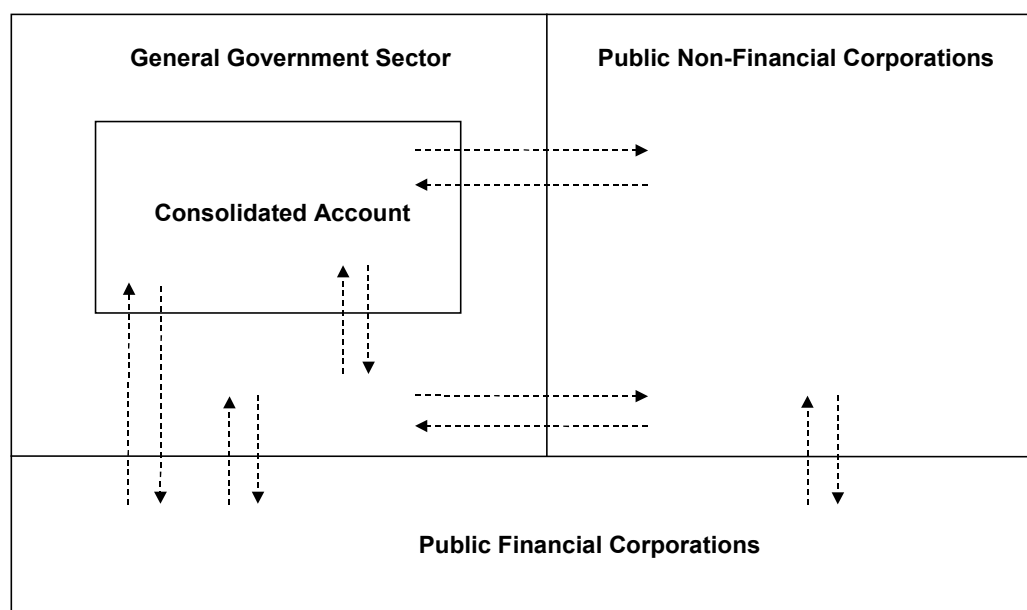 General Government Sector
Public Non-Financial Corporations
Consolidated Account
Public Financial Corporations